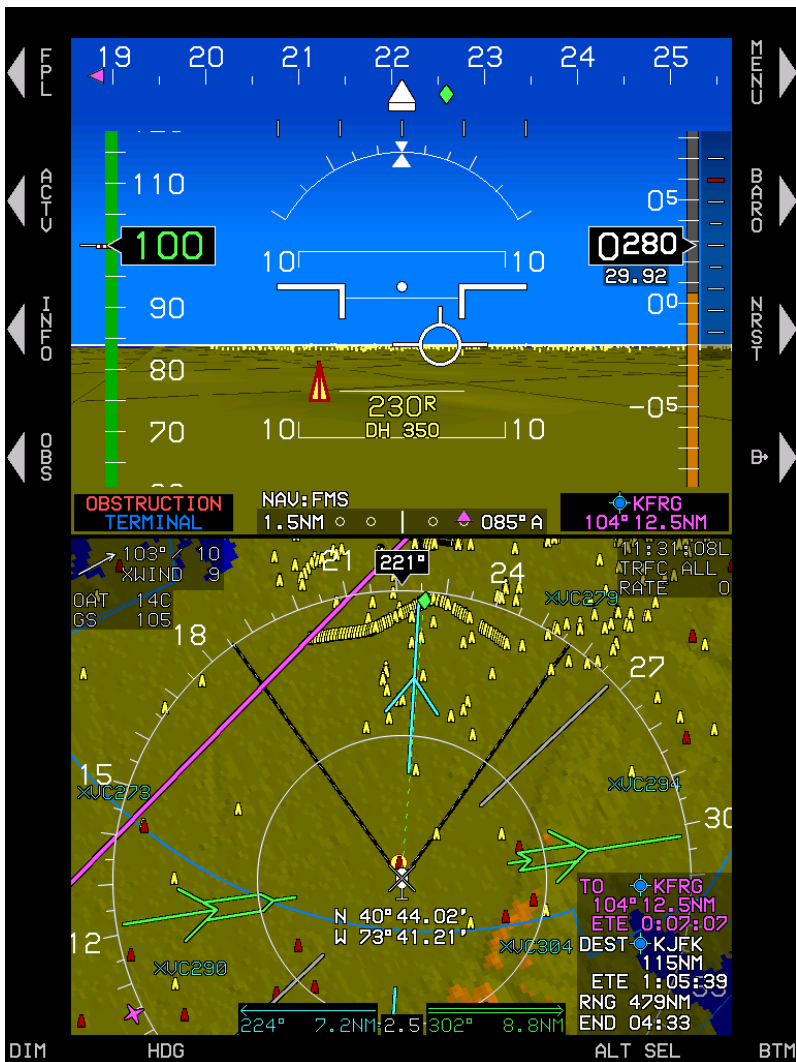 FPL
MENU
ACTV
BARO
INFO
NRST
OBS
19 20 21 22 23 24 25
110
100
90
80
70
05
0280
29.92
00
-05
10 10
230R
DH 350
10 10
OBSTRUCTION
TERMINAL
NAV:FMS
1.5NM 085°A
KFRG
104° 12.5NM
103° / 10
XWIND 9
OAT 14C
GS 105
221°
11:31:08L
TRFC ALL
RATE 0
21
24
18
27
15
30
12
33
XVC279
XVC273
XVC294
XVC290
XVC304
N 40°44.02'
W 73°41.21'
TO KFRG
104° 12.5NM
ETE 0:07:07
DEST KJFK
115NM
ETE 1:05:39
RNG 479NM
END 04:33
224° 7.2NM
2.5
302° 8.8NM
DIM
HDG
ALT SEL
BTM